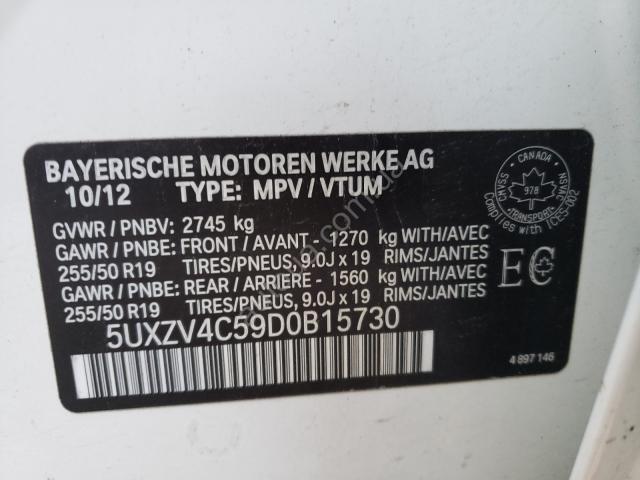 BAYERISCHE MOTOREN WERKE AG
10/12 TYPE: MPV / VTUM
GVWR / PNBV: 2745 kg
GAWR / PNBE: FRONT / AVANT - 1270 kg WITH/AVEC
255/50 R19 TIRES/PNEUS, 9.0J x 19 RIMS/JANTES
GAWR / PNBE: REAR / ARRIERE - 1560 kg WITH/AVEC
255/50 R19 TIRES/PNEUS, 9.0J x 19 RIMS/JANTES
5UXZV4C59D0B15730
CANADA
978
TRANSPORT
CMVSS
NSVAC
Complies with / ICES-002
EC
4 897 146